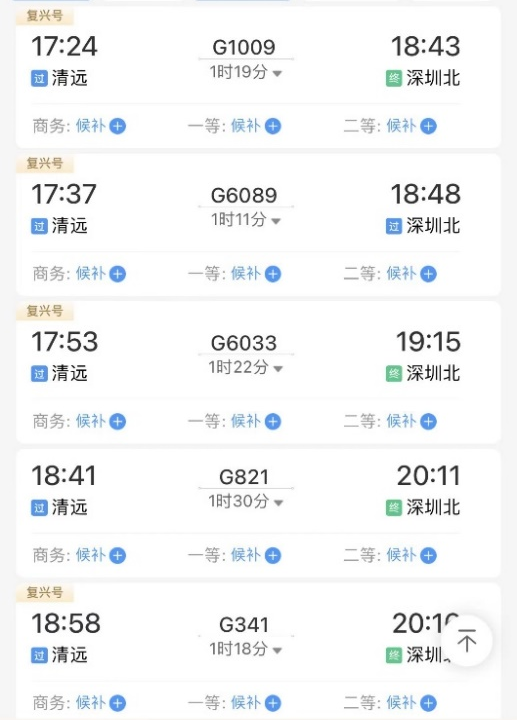 复兴号
17:24 G1009 18:43
1时19分
过 清远 终 深圳北
商务: 候补 一等: 候补 二等: 候补
复兴号
17:37 G6089 18:48
1时11分
过 清远 过 深圳北
商务: 候补 一等: 候补 二等: 候补
复兴号
17:53 G6033 19:15
1时22分
过 清远 终 深圳北
商务: 候补 一等: 候补 二等: 候补
18:41 G821 20:11
1时30分
过 清远 终 深圳北
商务: 候补 一等: 候补 二等: 候补
复兴号
18:58 G341 20:16
1时18分
过 清远 终 深圳
商务: 候补 一等: 候补 二等: 候补